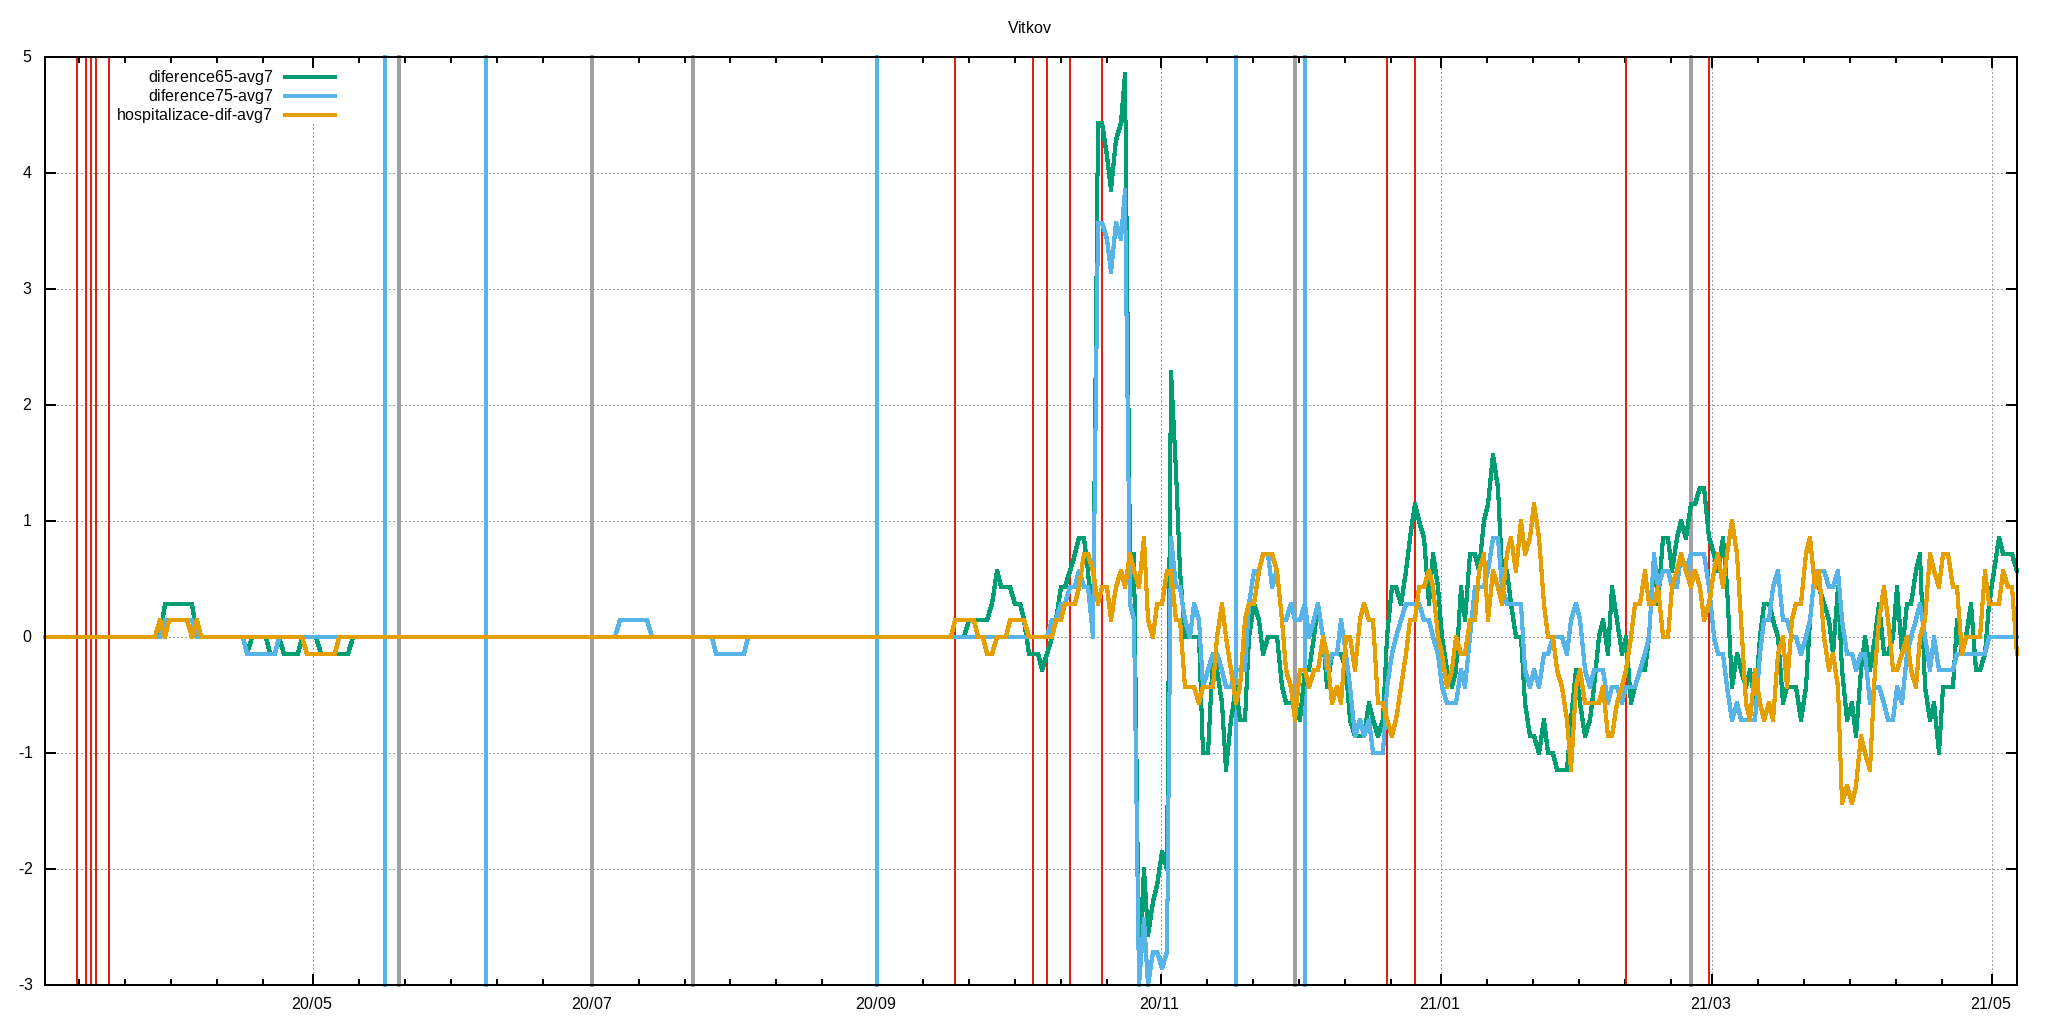 Vitkov
5
diference65-avg7
diference75-avg7
hospitalizace-dif-avg7
4
3
2
1
0
-1
-2
-3
20/05 20/07 20/09 20/11 21/01 21/03 21/05